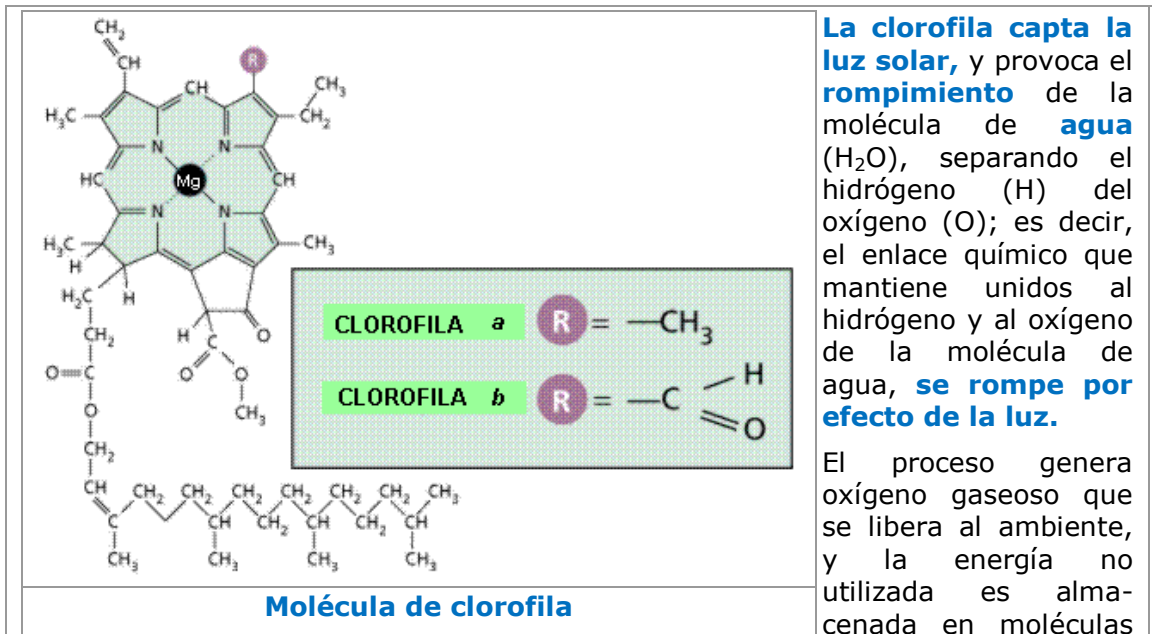 CH₂
CH
R
CH
CH₃
H₃C
CH₂
N
N
HC
Mg
CH
N
N
H₃C
CH₃
H
H₂C
H
H
O
CH₂
C
O
O
O=C
CH₃
O
CH₂
CH
CH₂ CH₂ CH₂ CH₂ CH₂ CH₂ CH₃
C
CH
CH₂
CH
CH₂
CH
CH₃
CH₃
CH₃
CH₃
CLOROFILA a R = —CH₃
CLOROFILA b R = —C
H
O
Molécula de clorofila
La clorofila capta la
luz solar, y provoca el
rompimiento de la
molécula de agua
(H₂O), separando el
hidrógeno (H) del
oxígeno (O); es decir,
el enlace químico que
mantiene unidos al
hidrógeno y al oxígeno
de la molécula de
agua, se rompe por
efecto de la luz.
El proceso genera
oxígeno gaseoso que
se libera al ambiente,
y la energía no
utilizada es alma-
cenada en moléculas